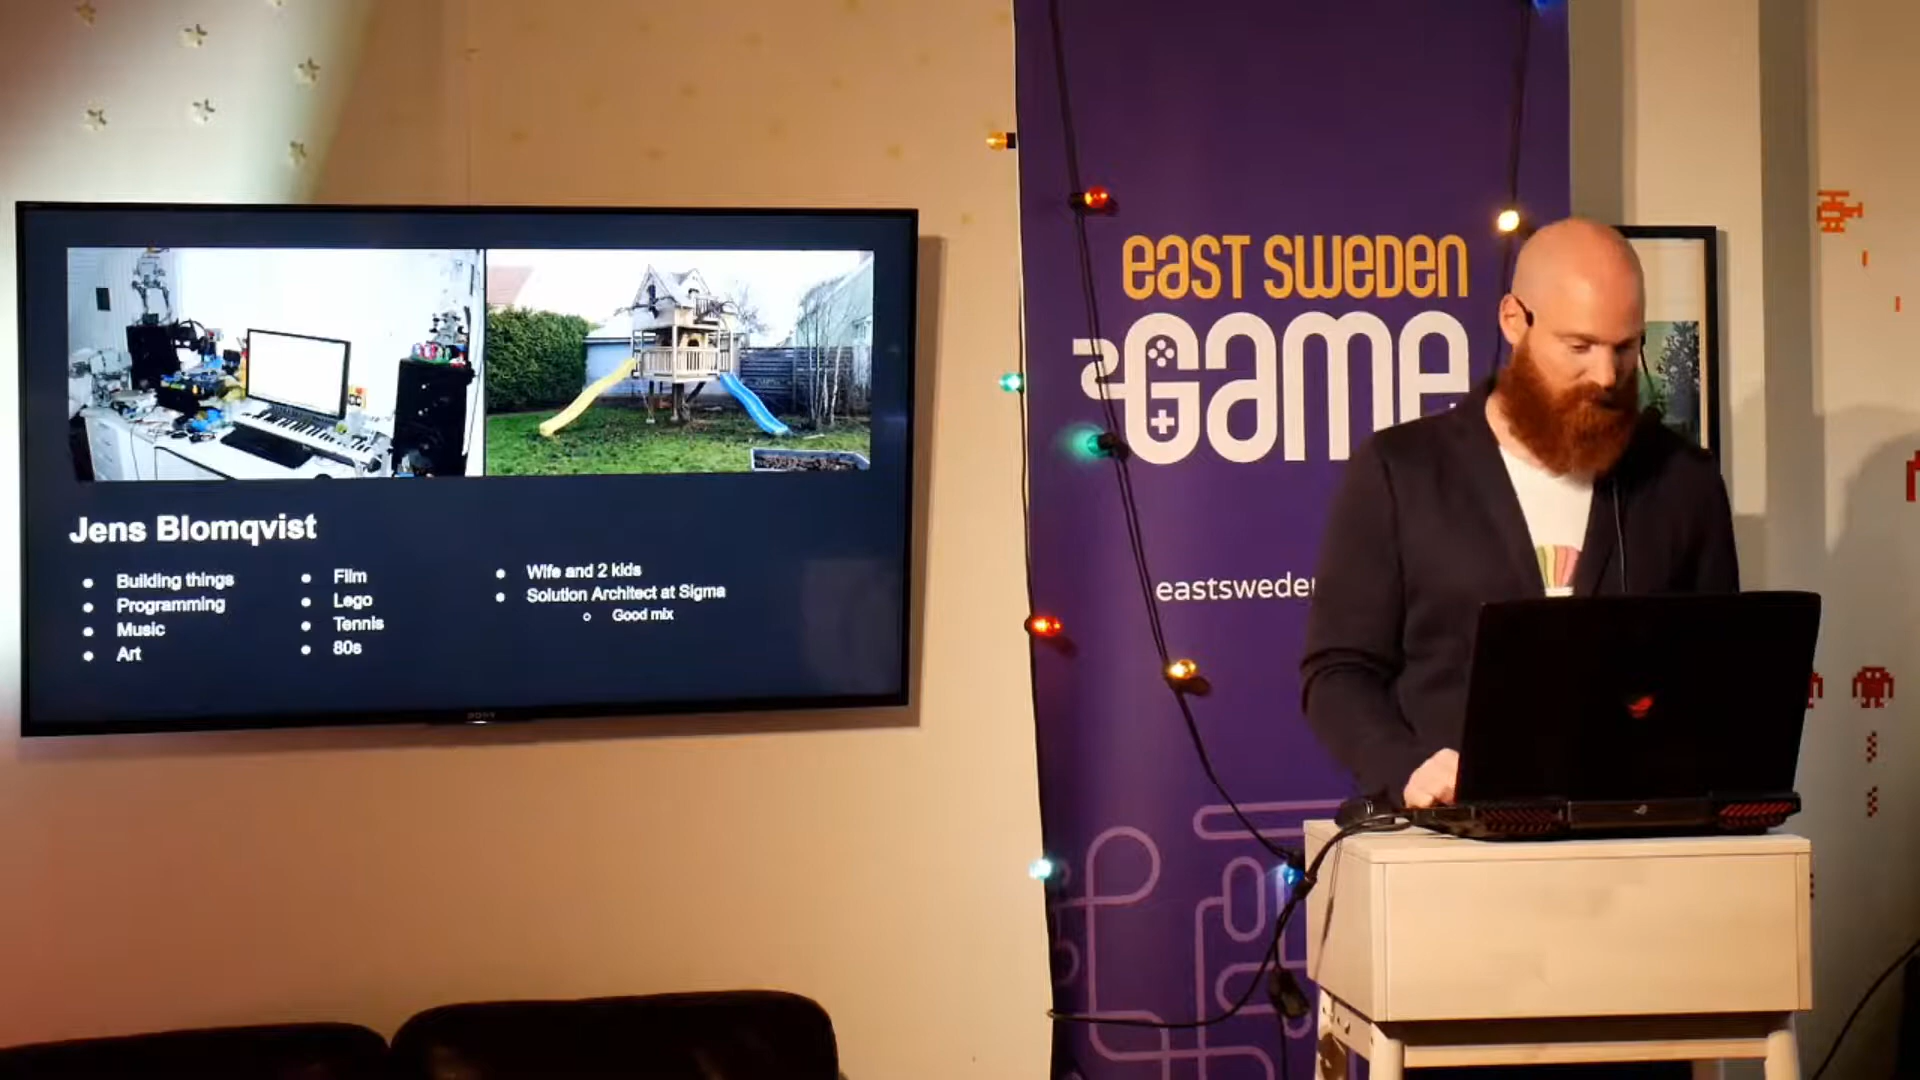 Jens Blomqvist
Building things
Programming
Music
Art
Film
Lego
Tennis
80s
Wife and 2 kids
Solution Architect at Sigma
Good mix
SONY
east sweden
Game
eastsweden